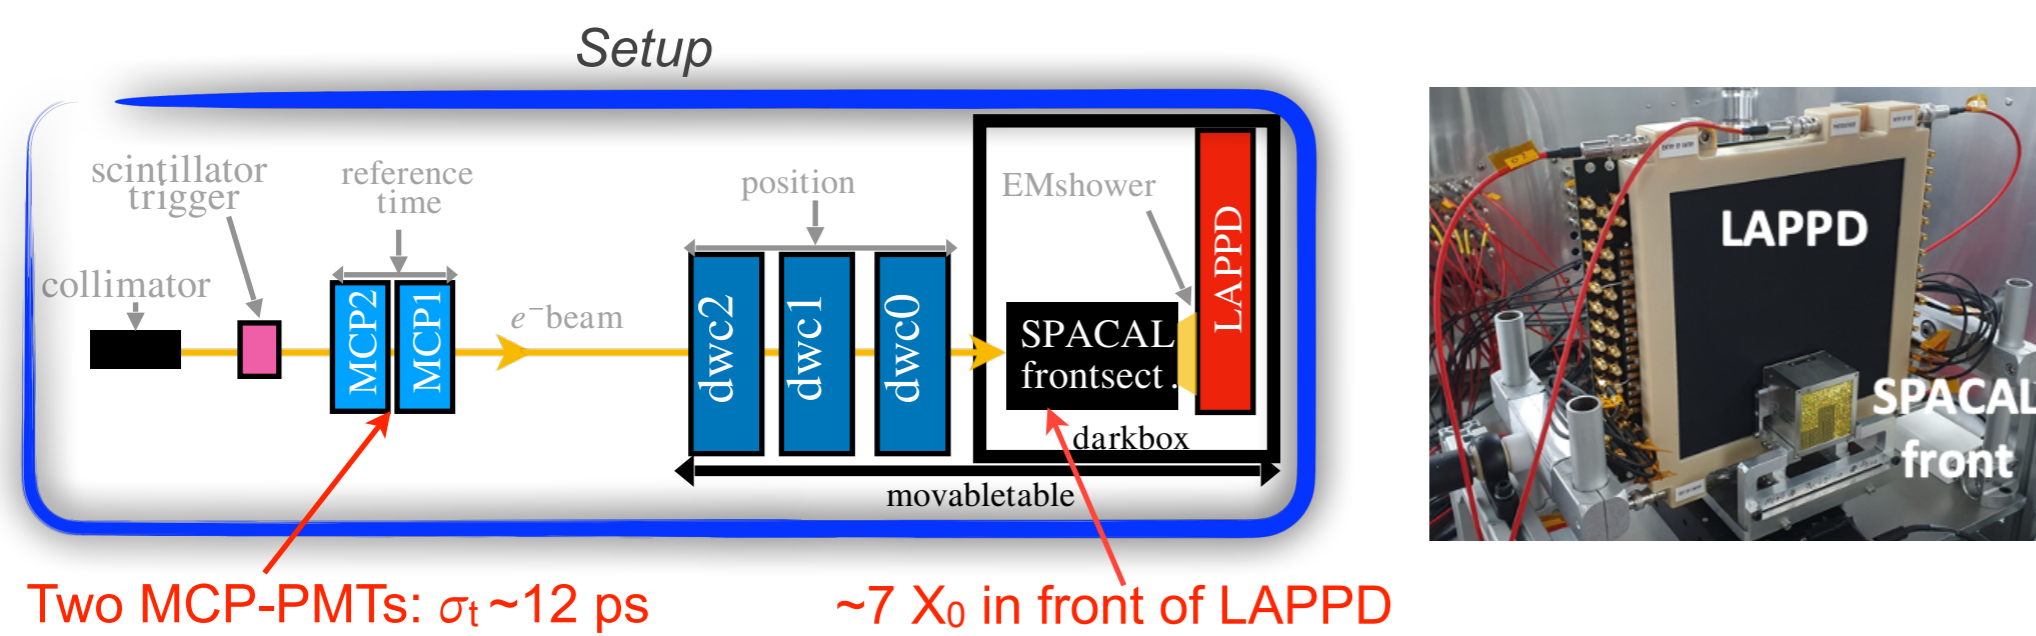 Setup
scintillator
trigger
reference
time
position
EMshower
collimator
MCP2
MCP1
e⁻beam
dwc2
dwc1
dwc0
SPACAL
frontsect.
LAPPD
darkbox
movabletable
Two MCP-PMTs: σt ~12 ps
~7 X0 in front of LAPPD
LAPPD
SPACAL
front